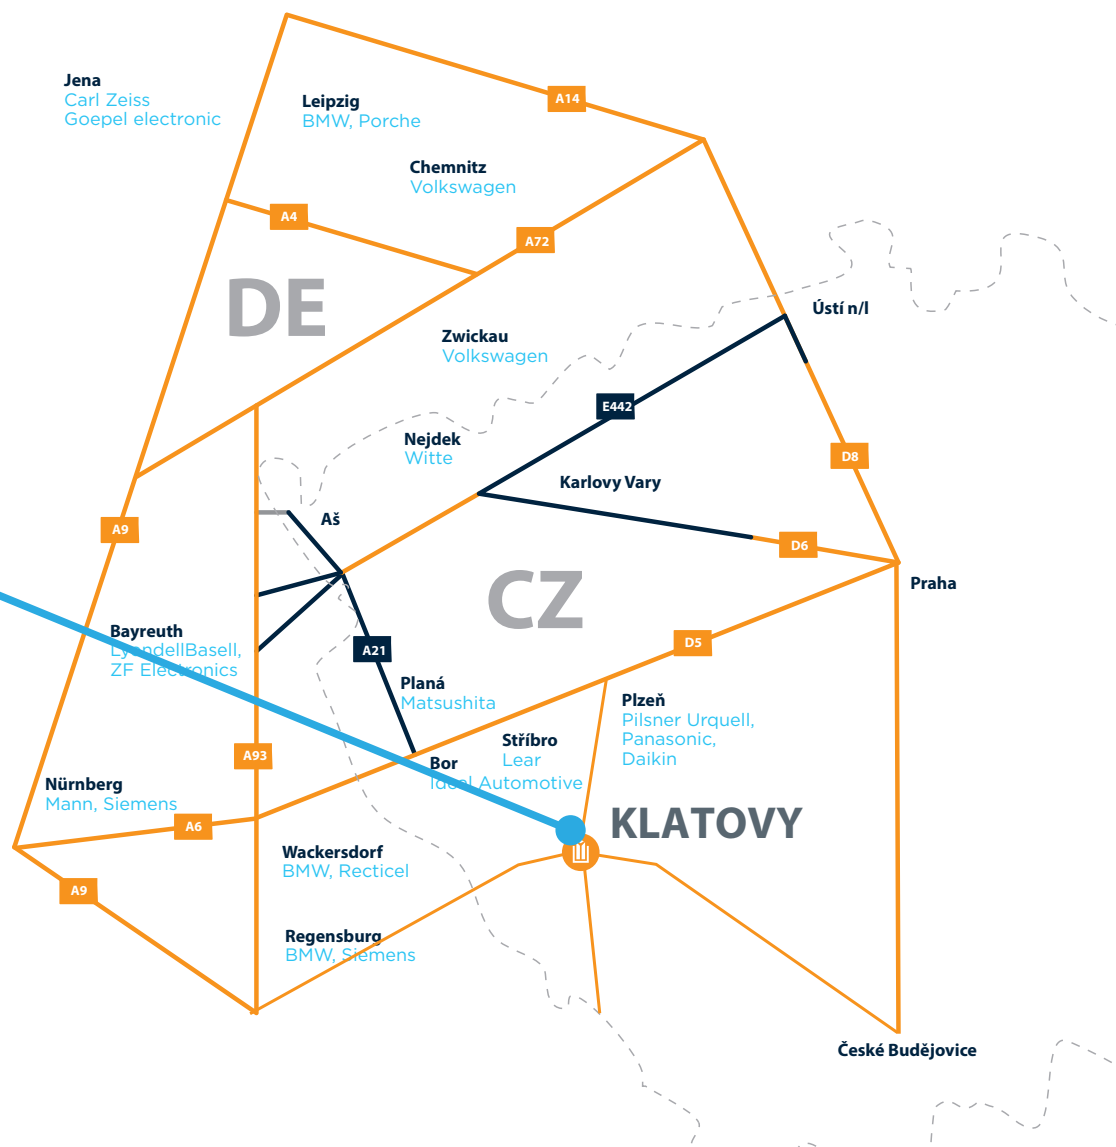 Jena
Carl Zeiss
Goepel electronic
Leipzig
BMW, Porche
A14
Chemnitz
Volkswagen
A4
A72
DE
Ústí n/l
Zwickau
Volkswagen
E442
Nejdek
Witte
D8
Karlovy Vary
Aš
A9
D6
CZ
Praha
Bayreuth
LyondellBasell,
ZF Electronics
A21
D5
Planá
Matsushita
Plzeň
Pilsner Urquell,
Panasonic,
Daikin
Stříbro
Lear
A93
Bor
Ideal Automotive
Nürnberg
Mann, Siemens
A6
KLATOVY
Wackersdorf
BMW, Recticel
A9
Regensburg
BMW, Siemens
České Budějovice